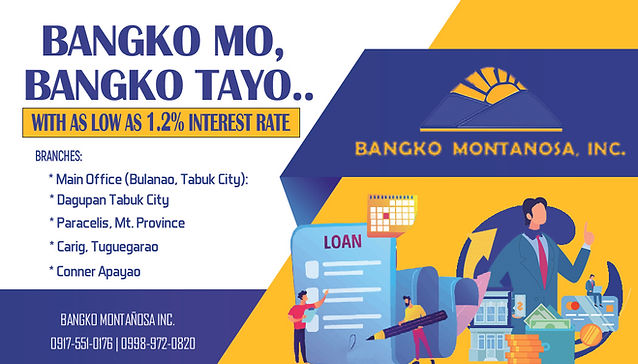 BANGKO MO,
BANGKO TAYO..
WITH AS LOW AS 1.2% INTEREST RATE
BRANCHES:
* Main Office (Bulanao, Tabuk City):
* Dagupan Tabuk City
* Paracelis, Mt. Province
* Carig, Tuguegarao
* Conner Apayao
BANGKO MONTAÑOSA INC.
0917-551-0176 | 0998-972-0820
BANGKO MONTANOSA, INC.
LOAN